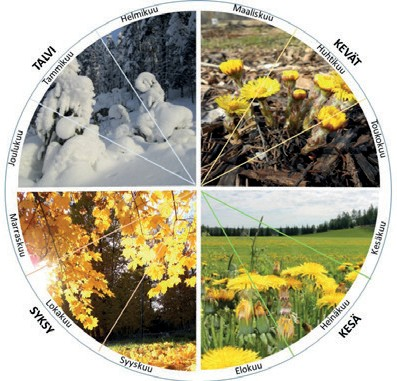 TALVI
Joulukuu
Tammikuu
Helmikuu
KEVÄT
Maaliskuu
Huhtikuu
Toukokuu
KESÄ
Kesäkuu
Heinäkuu
Elokuu
SYKSY
Syyskuu
Lokakuu
Marraskuu